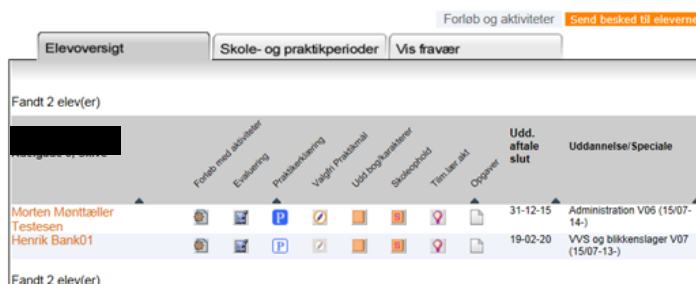 Forløb og aktiviteter Send besked til eleverne
Elevoversigt Skole- og praktikperioder Vis fravær
Fandt 2 elev(er)
Forløb med aktiviteter Evaluering Praktikerklæring Valgfri Praktikmål Udd.bog/karakterer Skoleophold Tilm.lær.akt Opgaver
Udd.
aftale
slut
Uddannelse/Speciale
Morten Mønttæller
Testesen
P S 31-12-15 Administration V06 (15/07-
14-)
Henrik Bank01 P S 19-02-20 VVS og blikkenslager V07
(15/07-13-)
Fandt 2 elev(er)